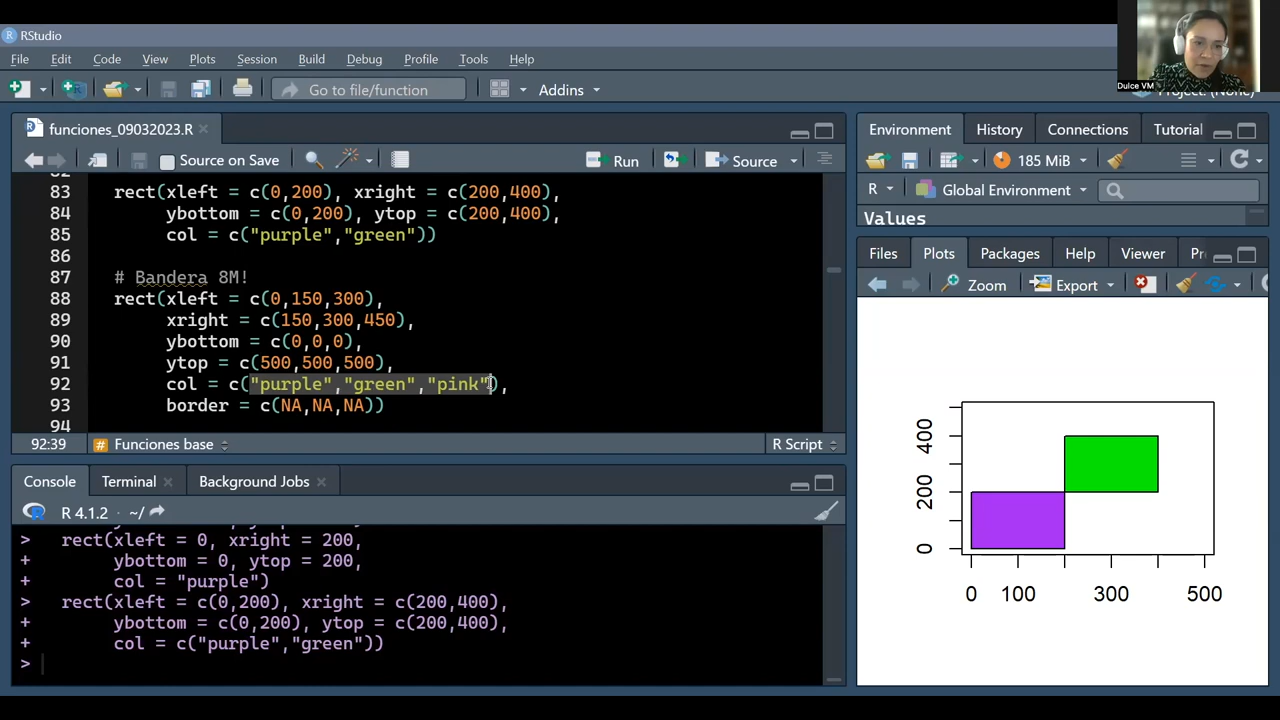 RStudio
File Edit Code View Plots Session Build Debug Profile Tools Help
Go to file/function Addins
Project: (None)
Dulce VM
funciones_09032023.R
Source on Save Run Source
82
83 rect(xleft = c(0,200), xright = c(200,400),
84 ybottom = c(0,200), ytop = c(200,400),
85 col = c("purple","green"))
86
87 # Bandera 8M!
88 rect(xleft = c(0,150,300),
89 xright = c(150,300,450),
90 ybottom = c(0,0,0),
91 ytop = c(500,500,500),
92 col = c("purple","green","pink"),
93 border = c(NA,NA,NA))
94
92:39 # Funciones base R Script
Console Terminal Background Jobs
R 4.1.2 · ~/
> rect(xleft = 0, xright = 200,
+ ybottom = 0, ytop = 200,
+ col = "purple")
> rect(xleft = c(0,200), xright = c(200,400),
+ ybottom = c(0,200), ytop = c(200,400),
+ col = c("purple","green"))
>
Environment History Connections Tutorial
185 MiB
R Global Environment
Values
Files Plots Packages Help Viewer Pr
Zoom Export
400
200
0
0 100 300 500